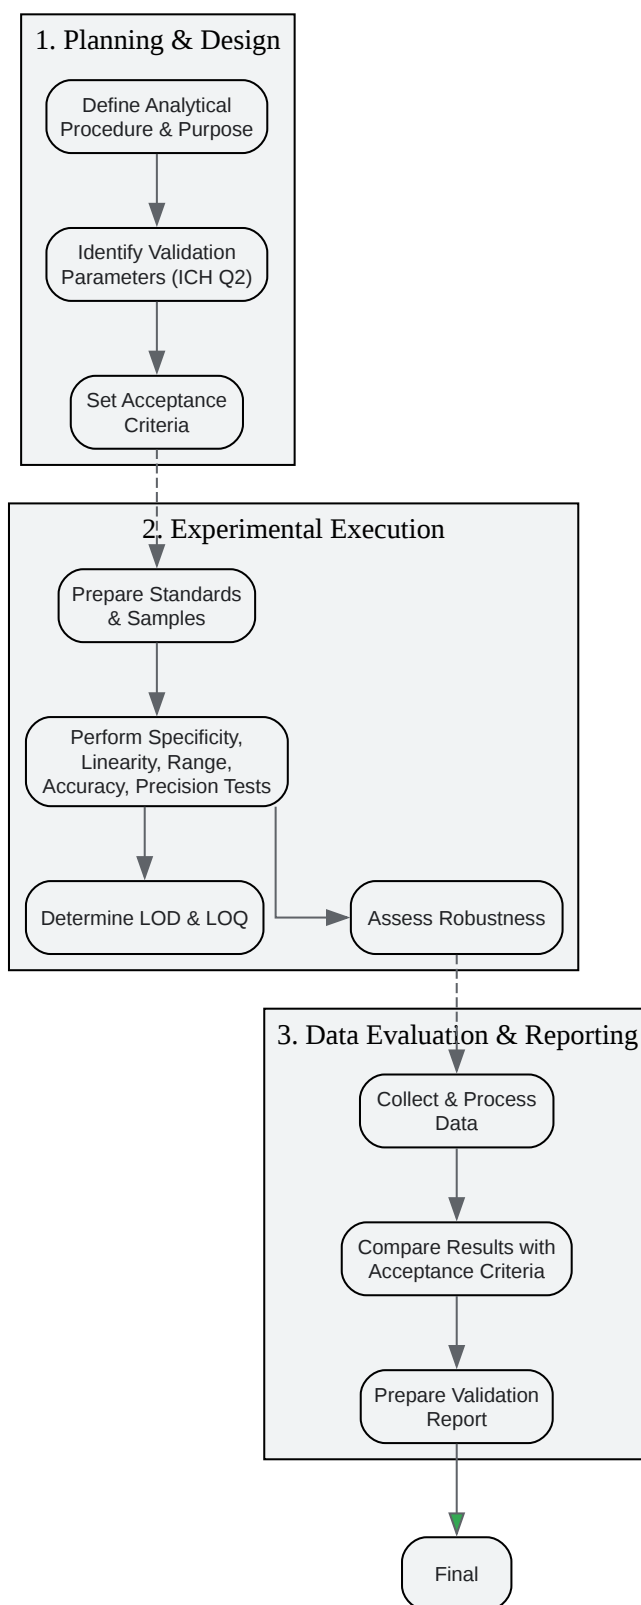 1. Planning & Design
Define Analytical
Procedure & Purpose
Identify Validation
Parameters (ICH Q2)
Set Acceptance
Criteria
2. Experimental Execution
Prepare Standards
& Samples
Perform Specificity,
Linearity, Range,
Accuracy, Precision Tests
Determine LOD & LOQ
Assess Robustness
3. Data Evaluation & Reporting
Collect & Process
Data
Compare Results with
Acceptance Criteria
Prepare Validation
Report
Final